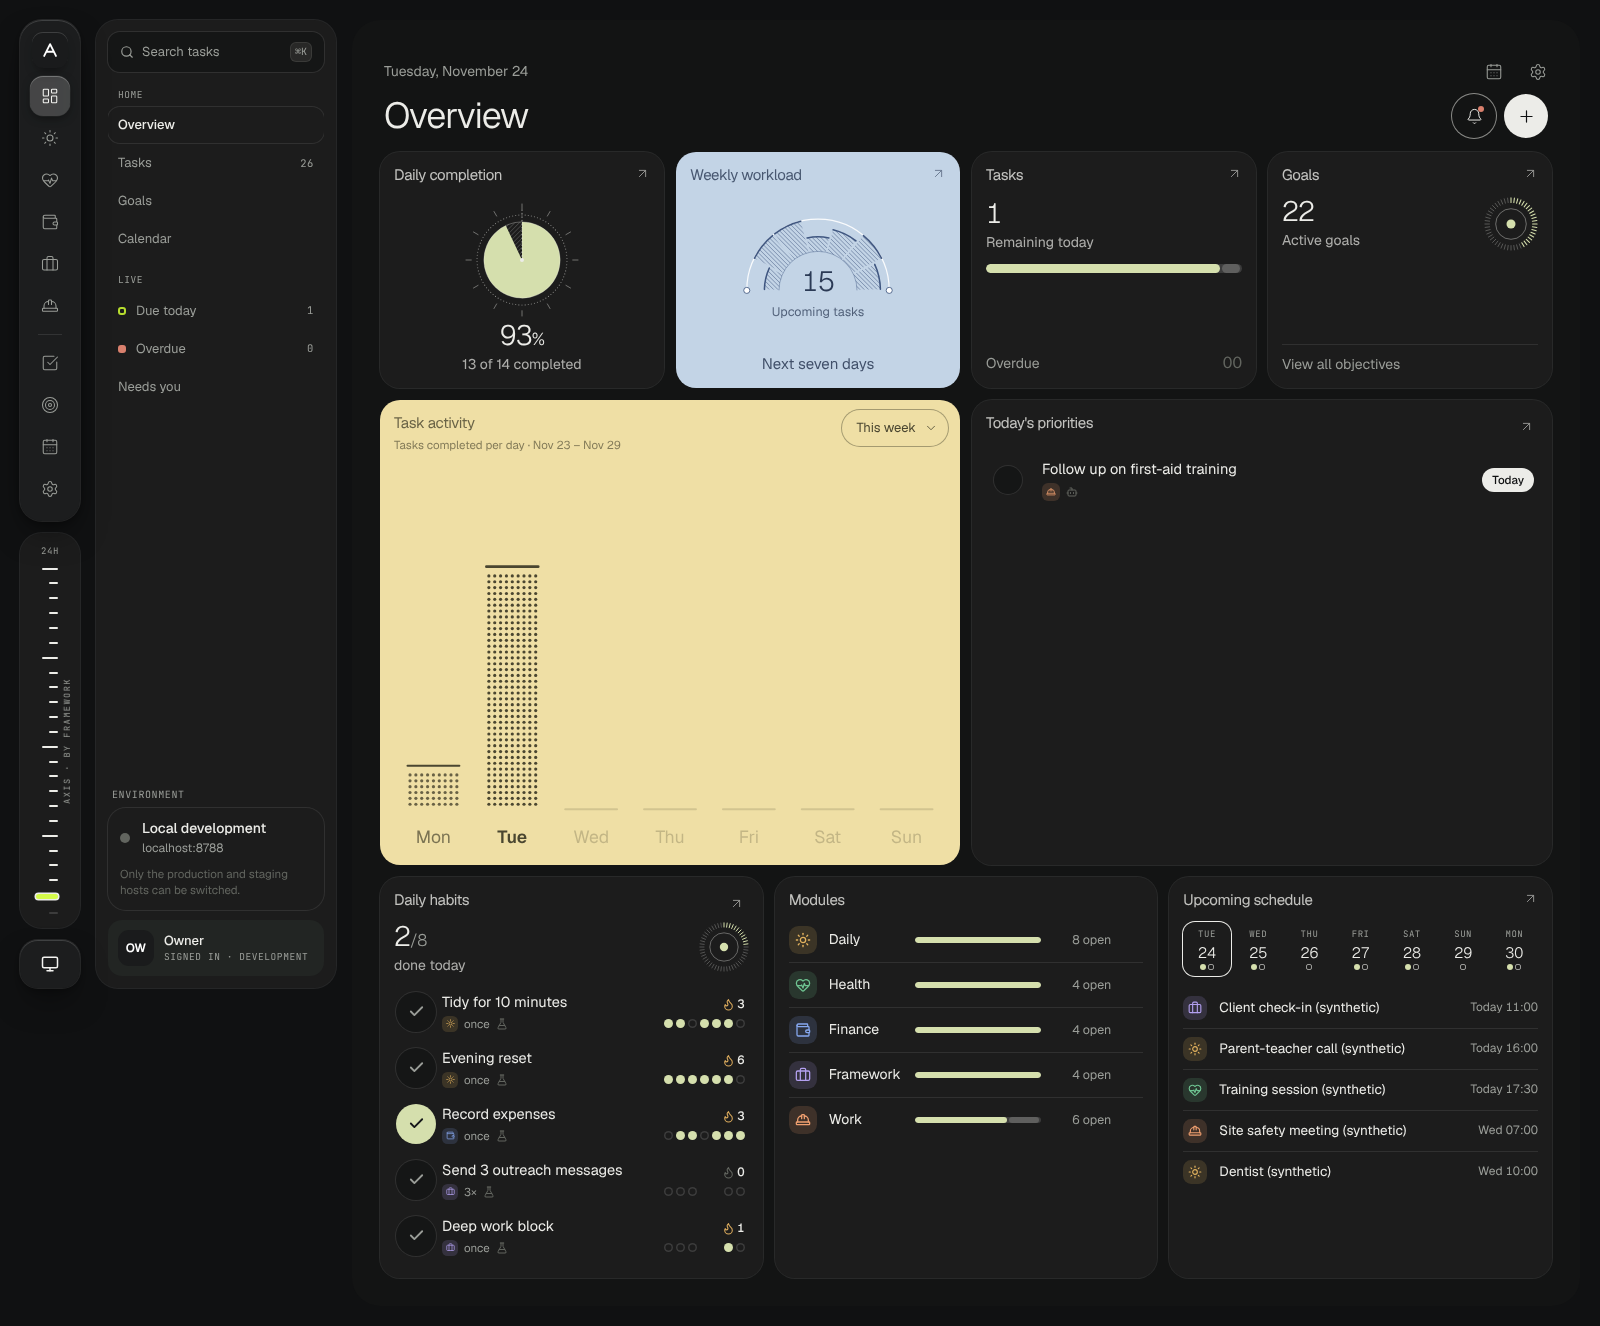 A
Search tasks
⌘K
HOME
Overview
Tasks 26
Goals
Calendar
LIVE
Due today 1
Overdue 0
Needs you
24H
AXIS · BY FRAMEWORK
ENVIRONMENT
Local development
localhost:8788
Only the production and staging
hosts can be switched.
OW
Owner
SIGNED IN · DEVELOPMENT
Tuesday, November 24
Overview
Daily completion
93%
13 of 14 completed
Weekly workload
15
Upcoming tasks
Next seven days
Tasks
1
Remaining today
Overdue 00
Goals
22
Active goals
View all objectives
Task activity
Tasks completed per day · Nov 23 – Nov 29
This week
Mon Tue Wed Thu Fri Sat Sun
Today's priorities
Follow up on first-aid training
Today
Daily habits
2/8
done today
Tidy for 10 minutes 3
once
Evening reset 6
once
Record expenses 3
once
Send 3 outreach messages 0
3×
Deep work block 1
once
Modules
Daily 8 open
Health 4 open
Finance 4 open
Framework 4 open
Work 6 open
Upcoming schedule
TUE WED THU FRI SAT SUN MON
24 25 26 27 28 29 30
Client check-in (synthetic) Today 11:00
Parent-teacher call (synthetic) Today 16:00
Training session (synthetic) Today 17:30
Site safety meeting (synthetic) Wed 07:00
Dentist (synthetic) Wed 10:00